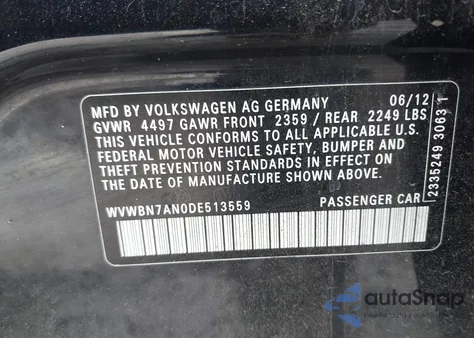 MFD BY VOLKSWAGEN AG GERMANY 06/12
GVWR 4497 GAWR FRONT 2359 / REAR 2249 LBS
THIS VEHICLE CONFORMS TO ALL APPLICABLE U.S.
FEDERAL MOTOR VEHICLE SAFETY, BUMPER AND
THEFT PREVENTION STANDARDS IN EFFECT ON THE
DATE OF MANUFACTURE SHOWN ABOVE.
WVWBN7AN0DE513559 PASSENGER CAR
2335249 3063 1
autoSnap